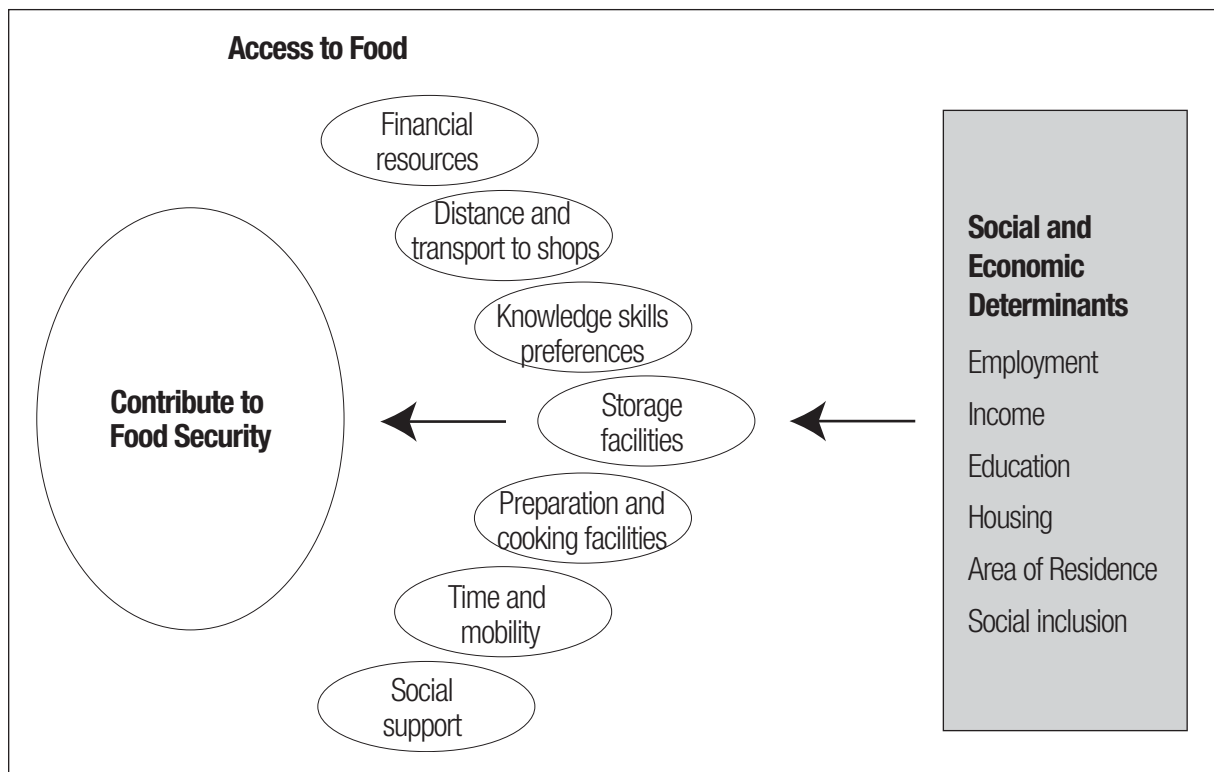 Access to Food
Financial
resources
Distance and
transport to shops
Knowledge skills
preferences
Storage
facilities
Preparation and
cooking facilities
Time and
mobility
Social
support
Contribute to
Food Security
Social and
Economic
Determinants
Employment
Income
Education
Housing
Area of Residence
Social inclusion